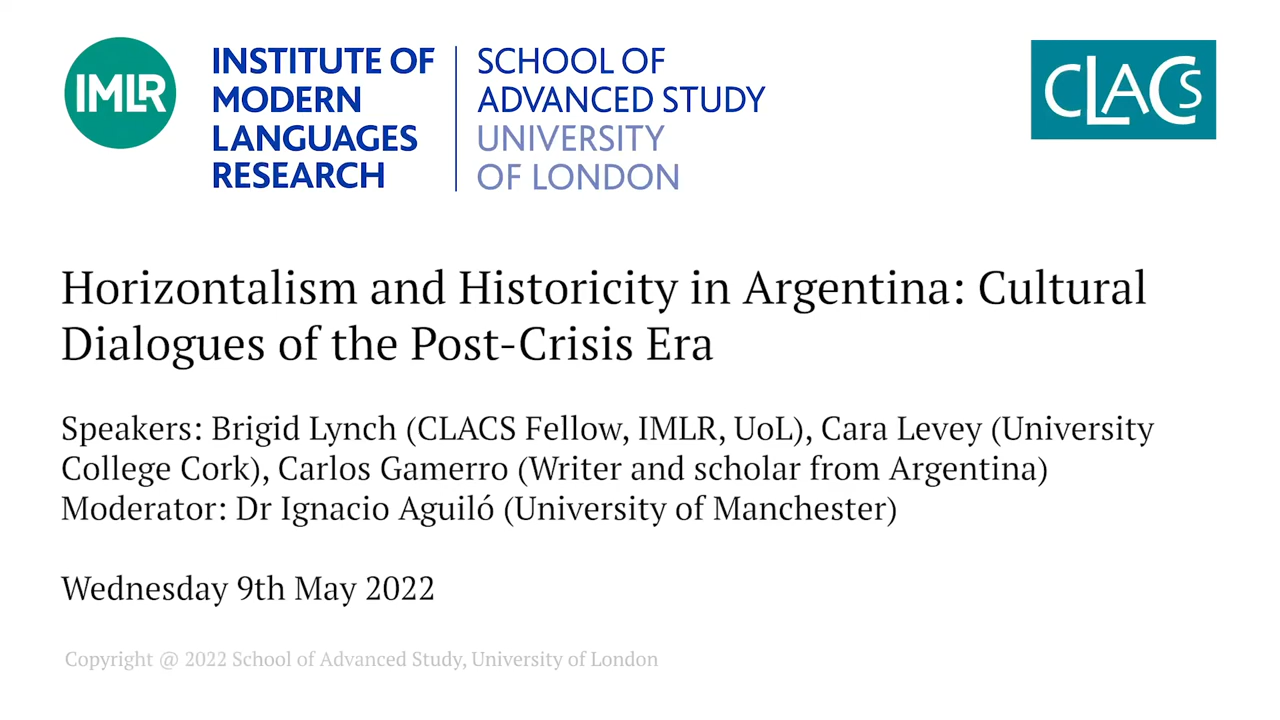 IMLR
INSTITUTE OF
MODERN
LANGUAGES
RESEARCH
SCHOOL OF
ADVANCED STUDY
UNIVERSITY
OF LONDON
CLACS
Horizontalism and Historicity in Argentina: Cultural
Dialogues of the Post-Crisis Era
Speakers: Brigid Lynch (CLACS Fellow, IMLR, UoL), Cara Levey (University
College Cork), Carlos Gamerro (Writer and scholar from Argentina)
Moderator: Dr Ignacio Aguiló (University of Manchester)
Wednesday 9th May 2022
Copyright @ 2022 School of Advanced Study, University of London